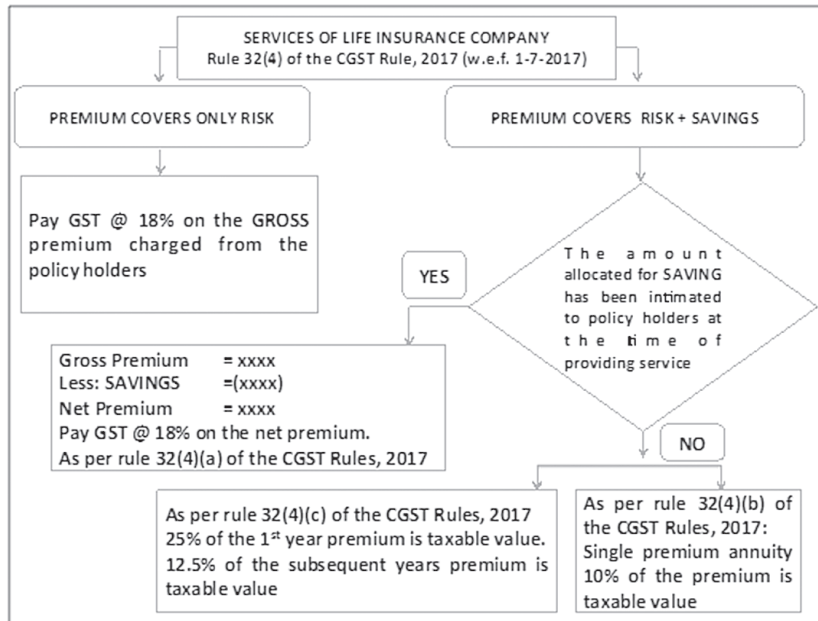 SERVICES OF LIFE INSURANCE COMPANY
Rule 32(4) of the CGST Rule, 2017 (w.e.f. 1-7-2017)
PREMIUM COVERS ONLY RISK
PREMIUM COVERS RISK + SAVINGS
Pay GST @ 18% on the GROSS
premium charged from the
policy holders
The amount
allocated for SAVING
has been intimated
to policy holders at
the time of
providing service
YES
Gross Premium = xxxx
Less: SAVINGS =(xxxx)
Net Premium = xxxx
Pay GST @ 18% on the net premium.
As per rule 32(4)(a) of the CGST Rules, 2017
NO
As per rule 32(4)(c) of the CGST Rules, 2017
25% of the 1st year premium is taxable value.
12.5% of the subsequent years premium is
taxable value
As per rule 32(4)(b) of
the CGST Rules, 2017:
Single premium annuity
10% of the premium is
taxable value